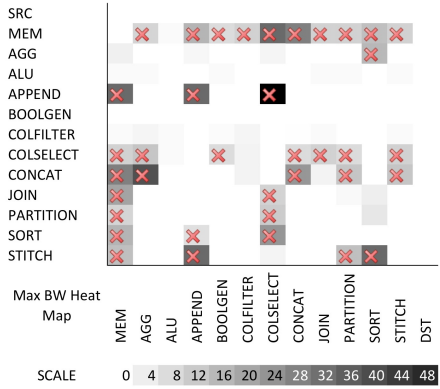 SRC
MEM
AGG
ALU
APPEND
BOOLGEN
COLFILTER
COLSELECT
CONCAT
JOIN
PARTITION
SORT
STITCH
Max BW Heat
Map
MEM
AGG
ALU
APPEND
BOOLGEN
COLFILTER
COLSELECT
CONCAT
JOIN
PARTITION
SORT
STITCH
DST
SCALE 0 4 8 12 16 20 24 28 32 36 40 44 48